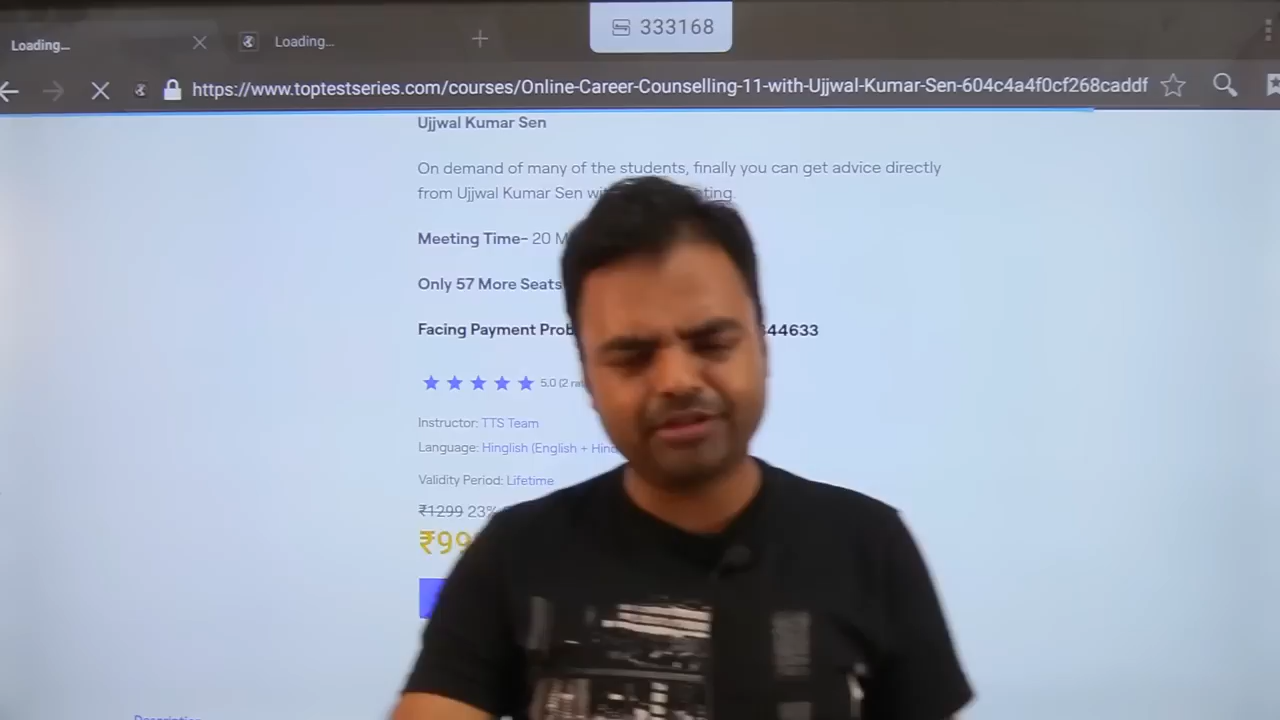 333168
Loading...
Loading...
https://www.toptestseries.com/courses/Online-Career-Counselling-11-with-Ujjwal-Kumar-Sen-604c4a4f0cf268caddf
Ujjwal Kumar Sen
On demand of many of the students, finally you can get advice directly
from Ujjwal Kumar Sen
Meeting Time- 20
Only 57 More Seats
Facing Payment 44633
5.0 (2
Instructor: TTS Team
Language: Hinglish (English +
Validity Period: Lifetime
₹1299 23%
₹99